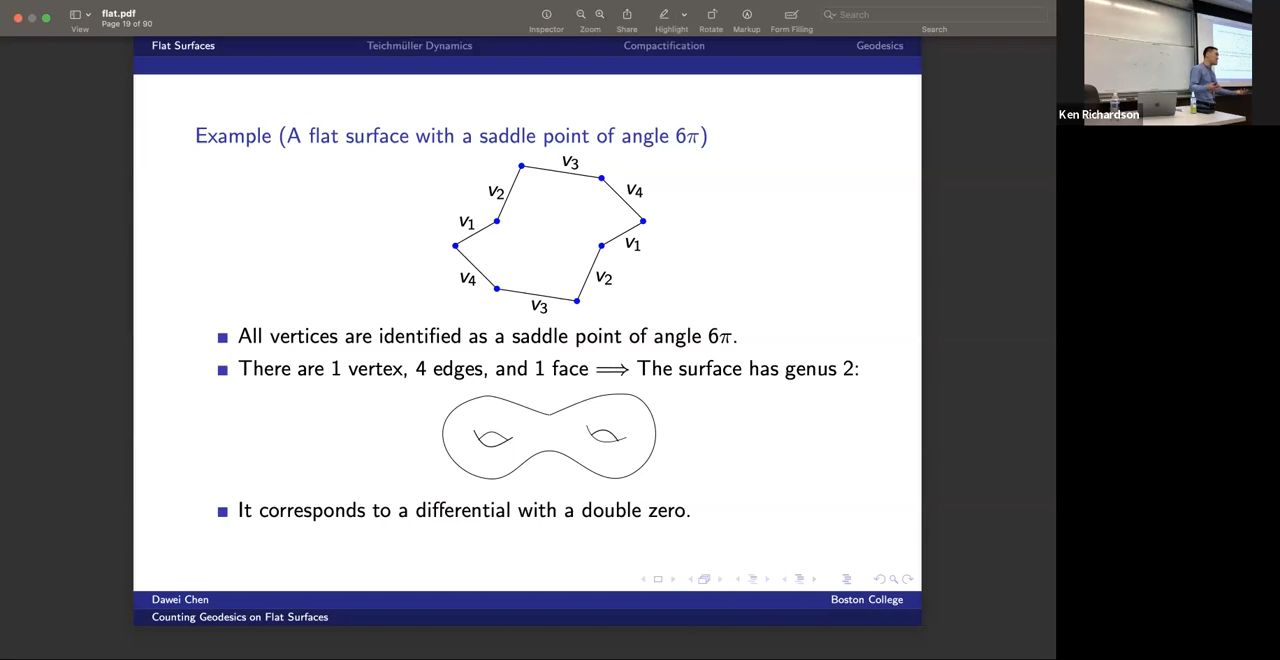 flat.pdf
Page 19 of 90
View
Inspector
Zoom
Share
Highlight
Rotate
Markup
Form Filling
Search
Search
Flat Surfaces Teichmüller Dynamics Compactification Geodesics
Example (A flat surface with a saddle point of angle 6π)
v3
v2
v4
v1
v1
v4
v2
v3
All vertices are identified as a saddle point of angle 6π.
There are 1 vertex, 4 edges, and 1 face ⟹ The surface has genus 2:
It corresponds to a differential with a double zero.
Dawei Chen Boston College
Counting Geodesics on Flat Surfaces
Ken Richardson